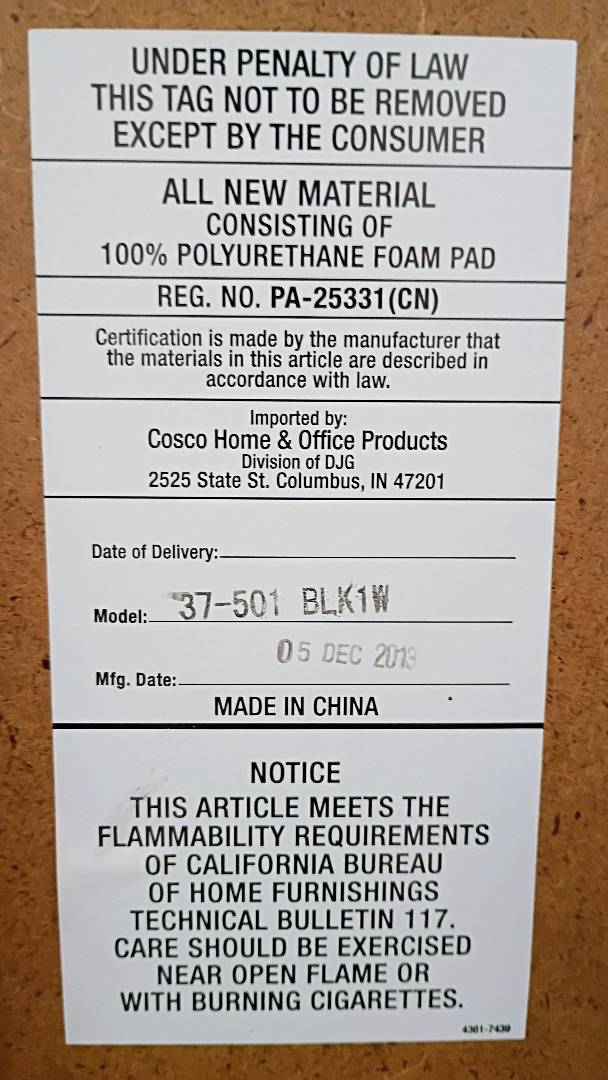 UNDER PENALTY OF LAW
THIS TAG NOT TO BE REMOVED
EXCEPT BY THE CONSUMER
ALL NEW MATERIAL
CONSISTING OF
100% POLYURETHANE FOAM PAD
REG. NO. PA-25331(CN)
Certification is made by the manufacturer that
the materials in this article are described in
accordance with law.
Imported by:
Cosco Home & Office Products
Division of DJG
2525 State St. Columbus, IN 47201
Date of Delivery:
Model: 37-501 BLK1W
05 DEC 2013
Mfg. Date:
MADE IN CHINA
NOTICE
THIS ARTICLE MEETS THE
FLAMMABILITY REQUIREMENTS
OF CALIFORNIA BUREAU
OF HOME FURNISHINGS
TECHNICAL BULLETIN 117.
CARE SHOULD BE EXERCISED
NEAR OPEN FLAME OR
WITH BURNING CIGARETTES.
4361-7439